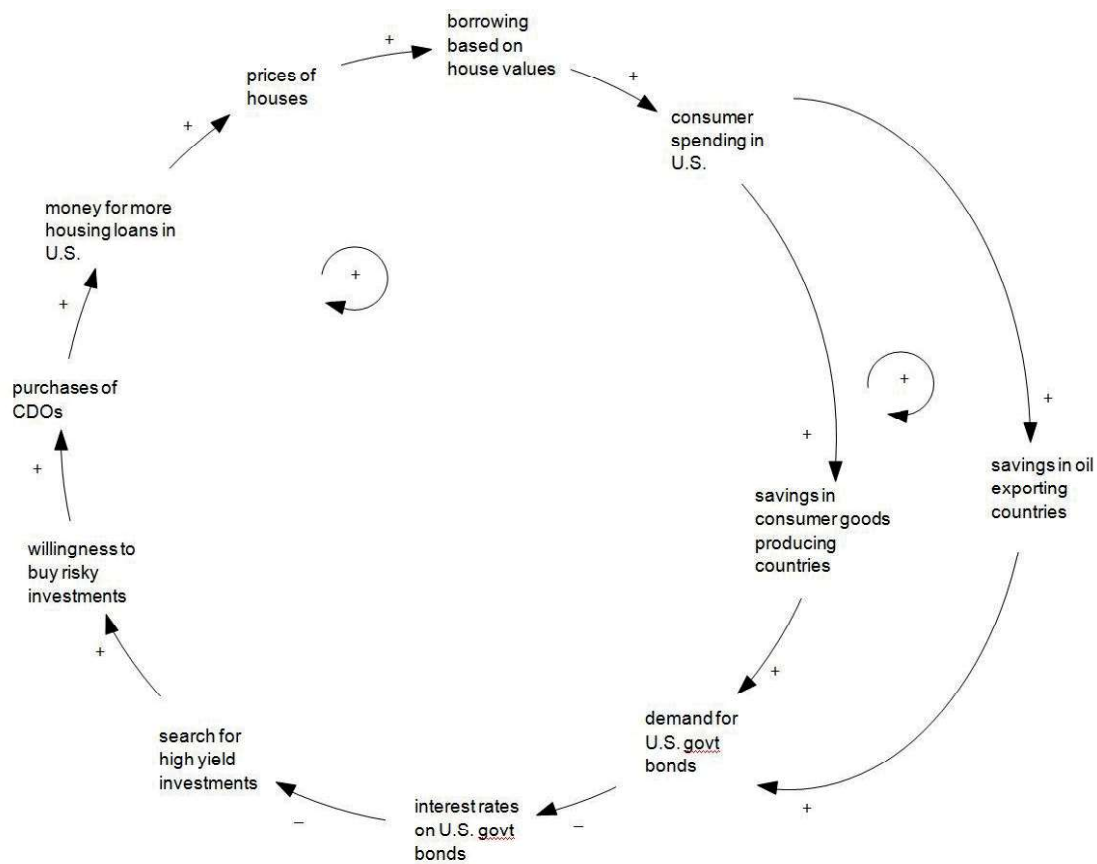 borrowing
based on
house values
+
+
prices of
houses
consumer
spending in
U.S.
+
money for more
housing loans in
U.S.
+
+
+
+
purchases of
CDOs
+
+
savings in oil
exporting
countries
savings in
consumer goods
producing
countries
willingness to
buy risky
investments
+
+
demand for
U.S. govt
bonds
search for
high yield
investments
+
interest rates
on U.S. govt
bonds
–
–